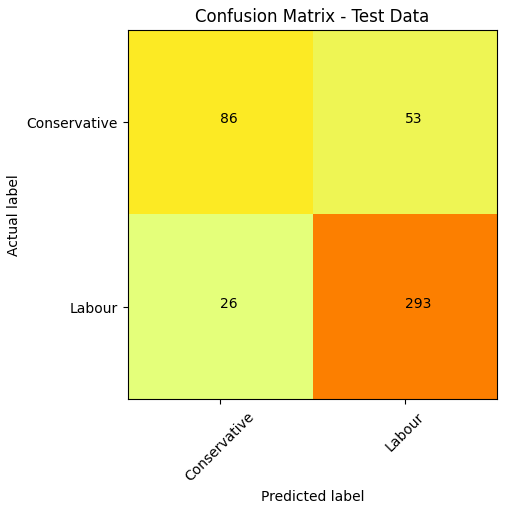 Confusion Matrix - Test Data
Conservative
86
53
Actual label
Labour
26
293
Conservative
Labour
Predicted label